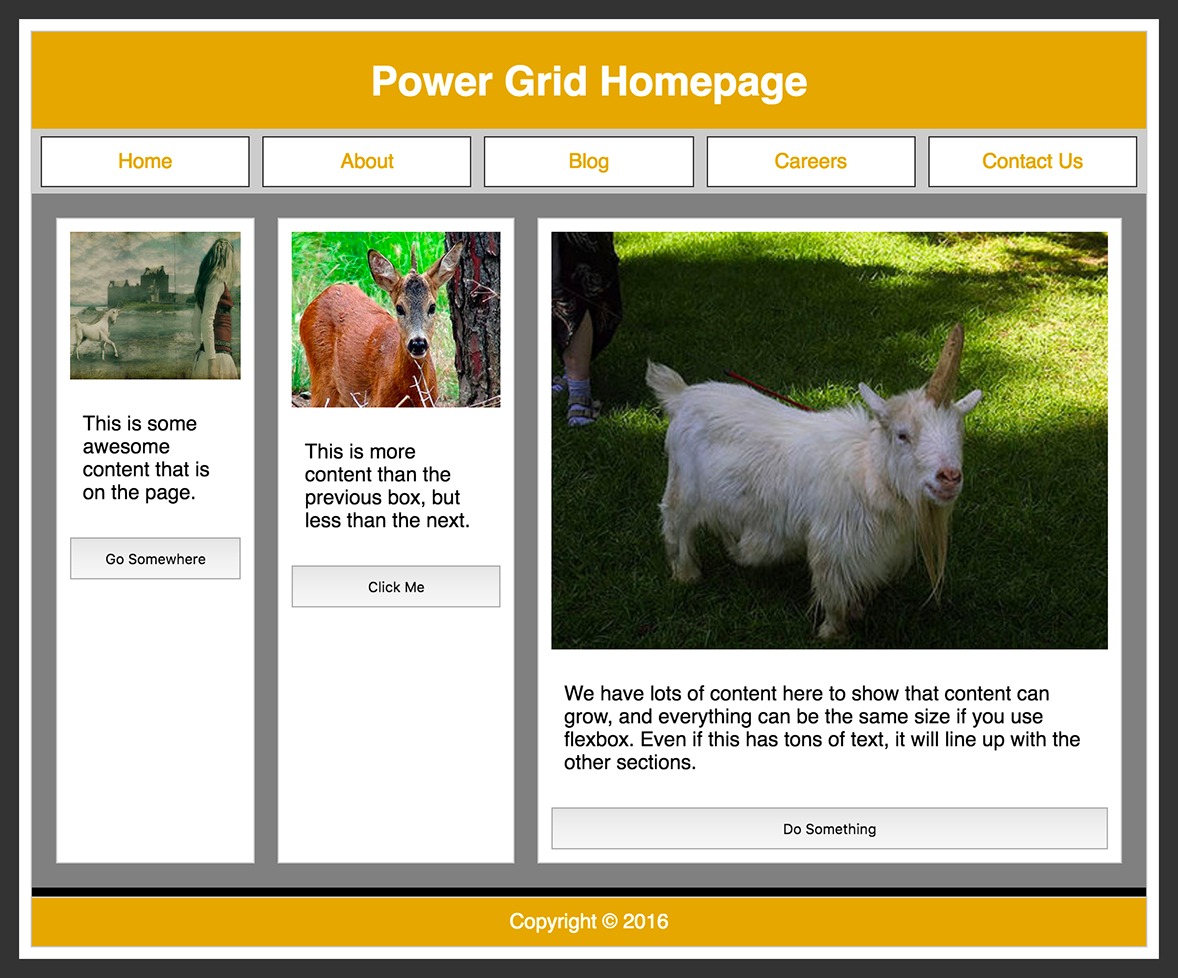 Power Grid Homepage
Home
About
Blog
Careers
Contact Us
This is some
awesome
content that is
on the page.
Go Somewhere
This is more
content than the
previous box, but
less than the next.
Click Me
We have lots of content here to show that content can
grow, and everything can be the same size if you use
flexbox. Even if this has tons of text, it will line up with the
other sections.
Do Something
Copyright © 2016